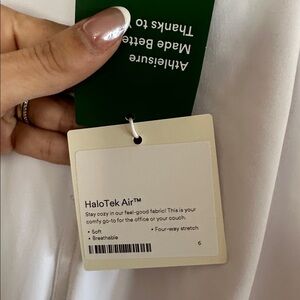 Athleisure
Made Bette
Thanks to
HaloTek Air™
Stay cozy in our feel-good fabric! This is your
comfy go-to for the office or your couch.
• Soft
• Four-way stretch
• Breathable
6